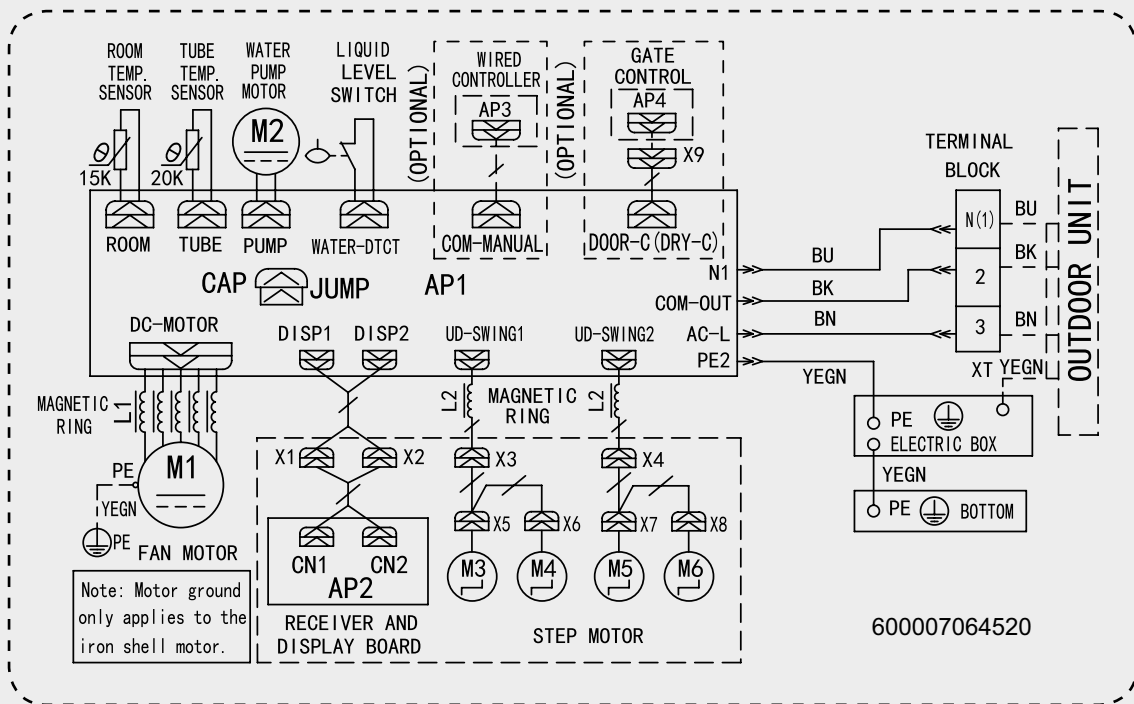 ROOM
TEMP.
SENSOR
TUBE
TEMP.
SENSOR
WATER
PUMP
MOTOR
LIQUID
LEVEL
SWITCH
(OPTIONAL)
WIRED
CONTROLLER
AP3
(OPTIONAL)
GATE
CONTROL
AP4
X9
θ
15K
θ
20K
M2
TERMINAL
BLOCK
ROOM
TUBE
PUMP
WATER-DTCT
COM-MANUAL
DOOR-C(DRY-C)
CAP
JUMP
AP1
N1
COM-OUT
AC-L
PE2
BU
BK
BN
YEGN
N(1)
2
3
XT
BU
BK
BN
YEGN
OUTDOOR UNIT
DC-MOTOR
DISP1
DISP2
UD-SWING1
UD-SWING2
MAGNETIC
RING
L1
L2
MAGNETIC
RING
L2
PE
ELECTRIC BOX
YEGN
PE
BOTTOM
M1
PE
YEGN
PE
FAN MOTOR
X1
X2
X3
X4
X5
X6
X7
X8
CN1
CN2
AP2
M3
M4
M5
M6
RECEIVER AND
DISPLAY BOARD
STEP MOTOR
Note: Motor ground
only applies to the
iron shell motor.
600007064520